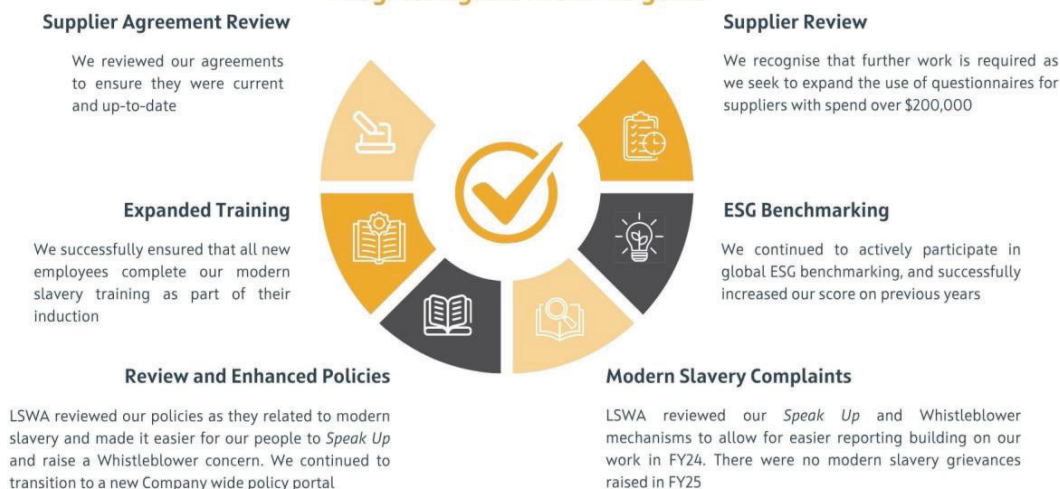 Supplier Agreement Review
We reviewed our agreements
to ensure they were current
and up-to-date
Expanded Training
We successfully ensured that all new
employees complete our modern
slavery training as part of their
induction
Review and Enhanced Policies
LSWA reviewed our policies as they related to modern
slavery and made it easier for our people to Speak Up
and raise a Whistleblower concern. We continued to
transition to a new Company wide policy portal
Supplier Review
We recognise that further work is required as
we seek to expand the use of questionnaires for
suppliers with spend over $200,000
ESG Benchmarking
We continued to actively participate in
global ESG benchmarking, and successfully
increased our score on previous years
Modern Slavery Complaints
LSWA reviewed our Speak Up and Whistleblower
mechanisms to allow for easier reporting building on our
work in FY24. There were no modern slavery grievances
raised in FY25